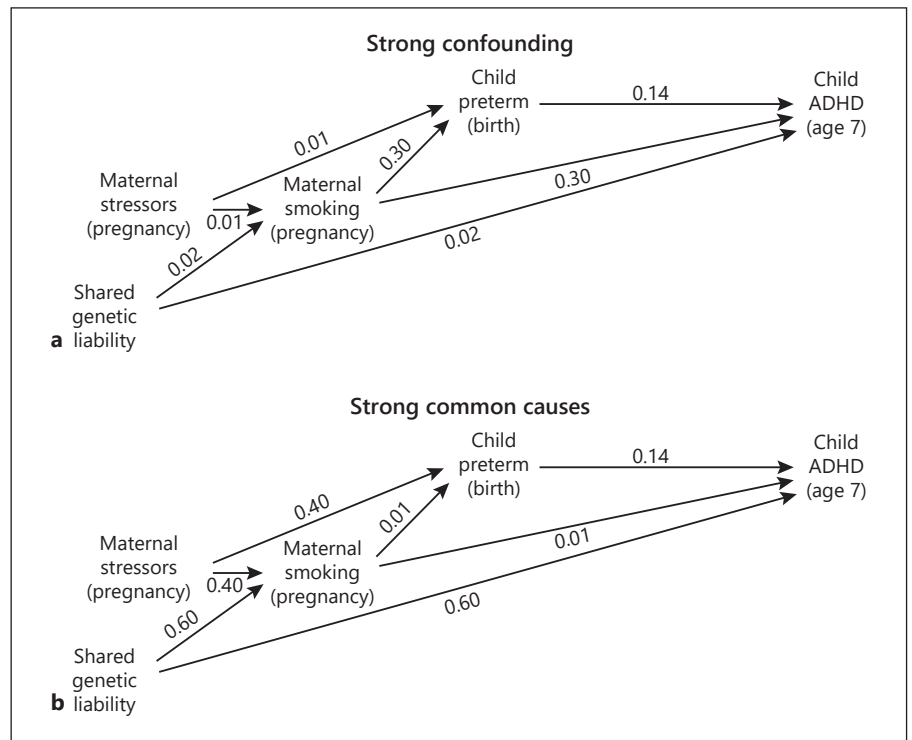 Strong confounding
Child
preterm
(birth)
Child
ADHD
(age 7)
0.14
0.01
0.30
0.30
Maternal
stressors
(pregnancy)
0.01
Maternal
smoking
(pregnancy)
0.02
0.02
Shared
genetic
a liability
Strong common causes
Child
preterm
(birth)
Child
ADHD
(age 7)
0.14
0.40
0.01
0.01
Maternal
stressors
(pregnancy)
0.40
Maternal
smoking
(pregnancy)
0.60
0.60
Shared
genetic
b liability